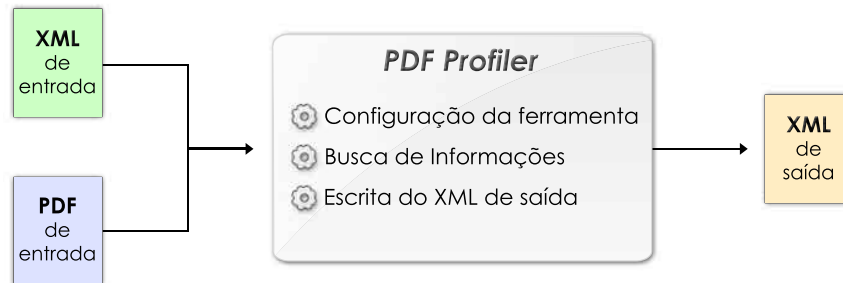 XML
de
entrada
PDF
de
entrada
PDF Profiler
Configuração da ferramenta
Busca de Informações
Escrita do XML de saída
XML
de
saída